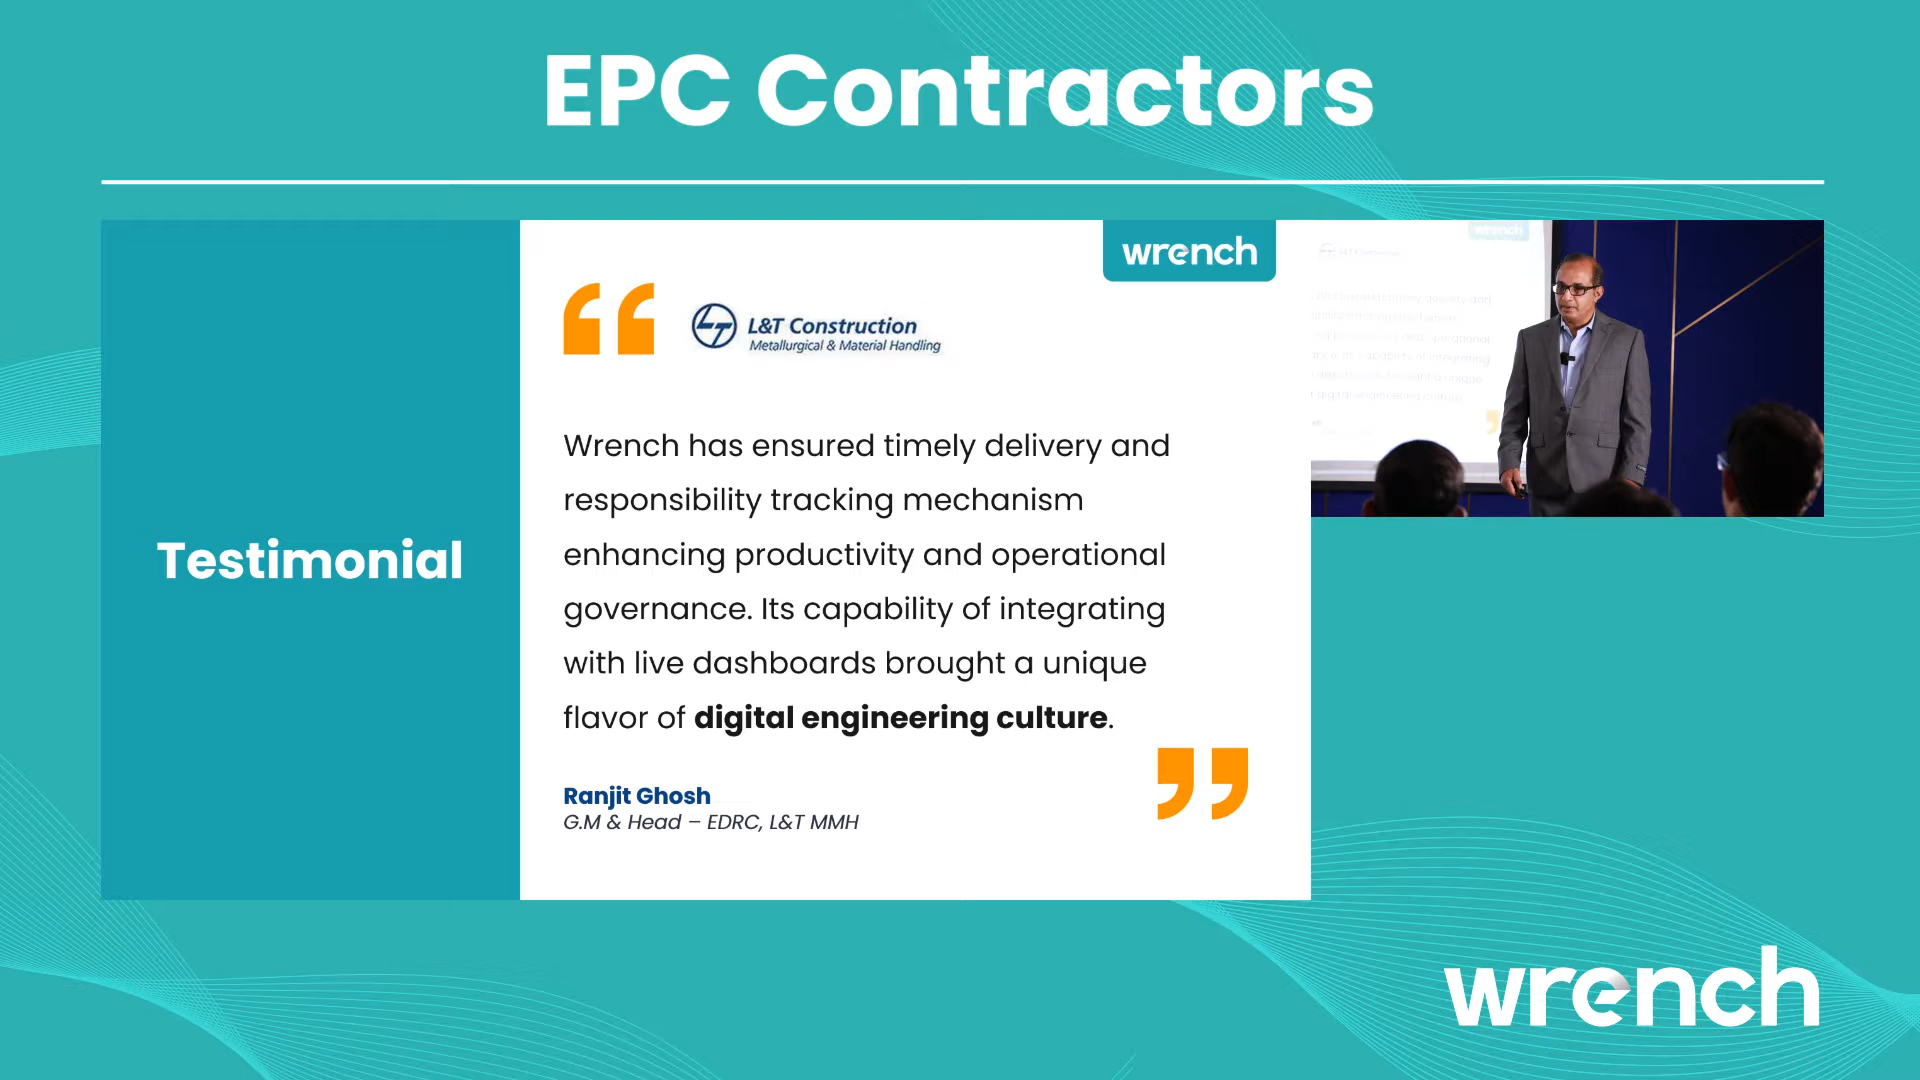 EPC Contractors
Testimonial
wrench
L&T Construction
Metallurgical & Material Handling
Wrench has ensured timely delivery and
responsibility tracking mechanism
enhancing productivity and operational
governance. Its capability of integrating
with live dashboards brought a unique
flavor of digital engineering culture.
Ranjit Ghosh
G.M & Head – EDRC, L&T MMH
wrench
wrench